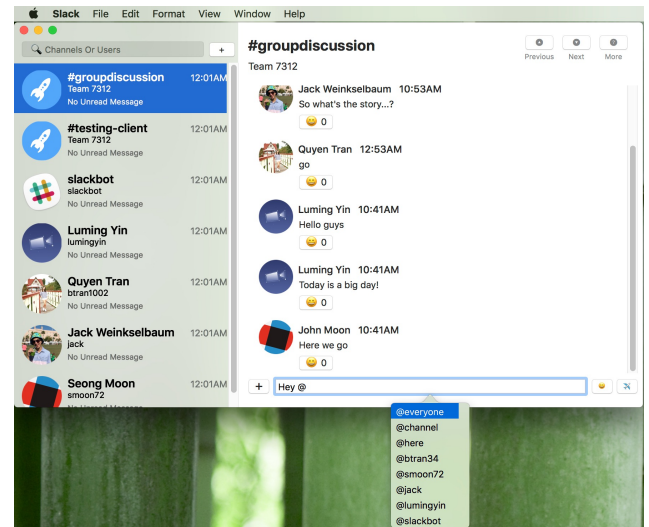 Slack File Edit Format View Window Help
Channels Or Users
+
#groupdiscussion 12:01AM
Team 7312
No Unread Message
#testing-client 12:01AM
Team 7312
No Unread Message
slackbot 12:01AM
slackbot
No Unread Message
Luming Yin 12:01AM
lumingyin
No Unread Message
Quyen Tran 12:01AM
btran1002
No Unread Message
Jack Weinkselbaum 12:01AM
jack
No Unread Message
Seong Moon 12:01AM
smoon72
No Unread Message
#groupdiscussion
Team 7312
Previous Next More
Jack Weinkselbaum 10:53AM
So what's the story...?
😄 0
Quyen Tran 12:53AM
go
😄 0
Luming Yin 10:41AM
Hello guys
😄 0
Luming Yin 10:41AM
Today is a big day!
😄 0
John Moon 10:41AM
Here we go
😄 0
+ Hey @
@everyone
@channel
@here
@btran34
@smoon72
@jack
@lumingyin
@slackbot